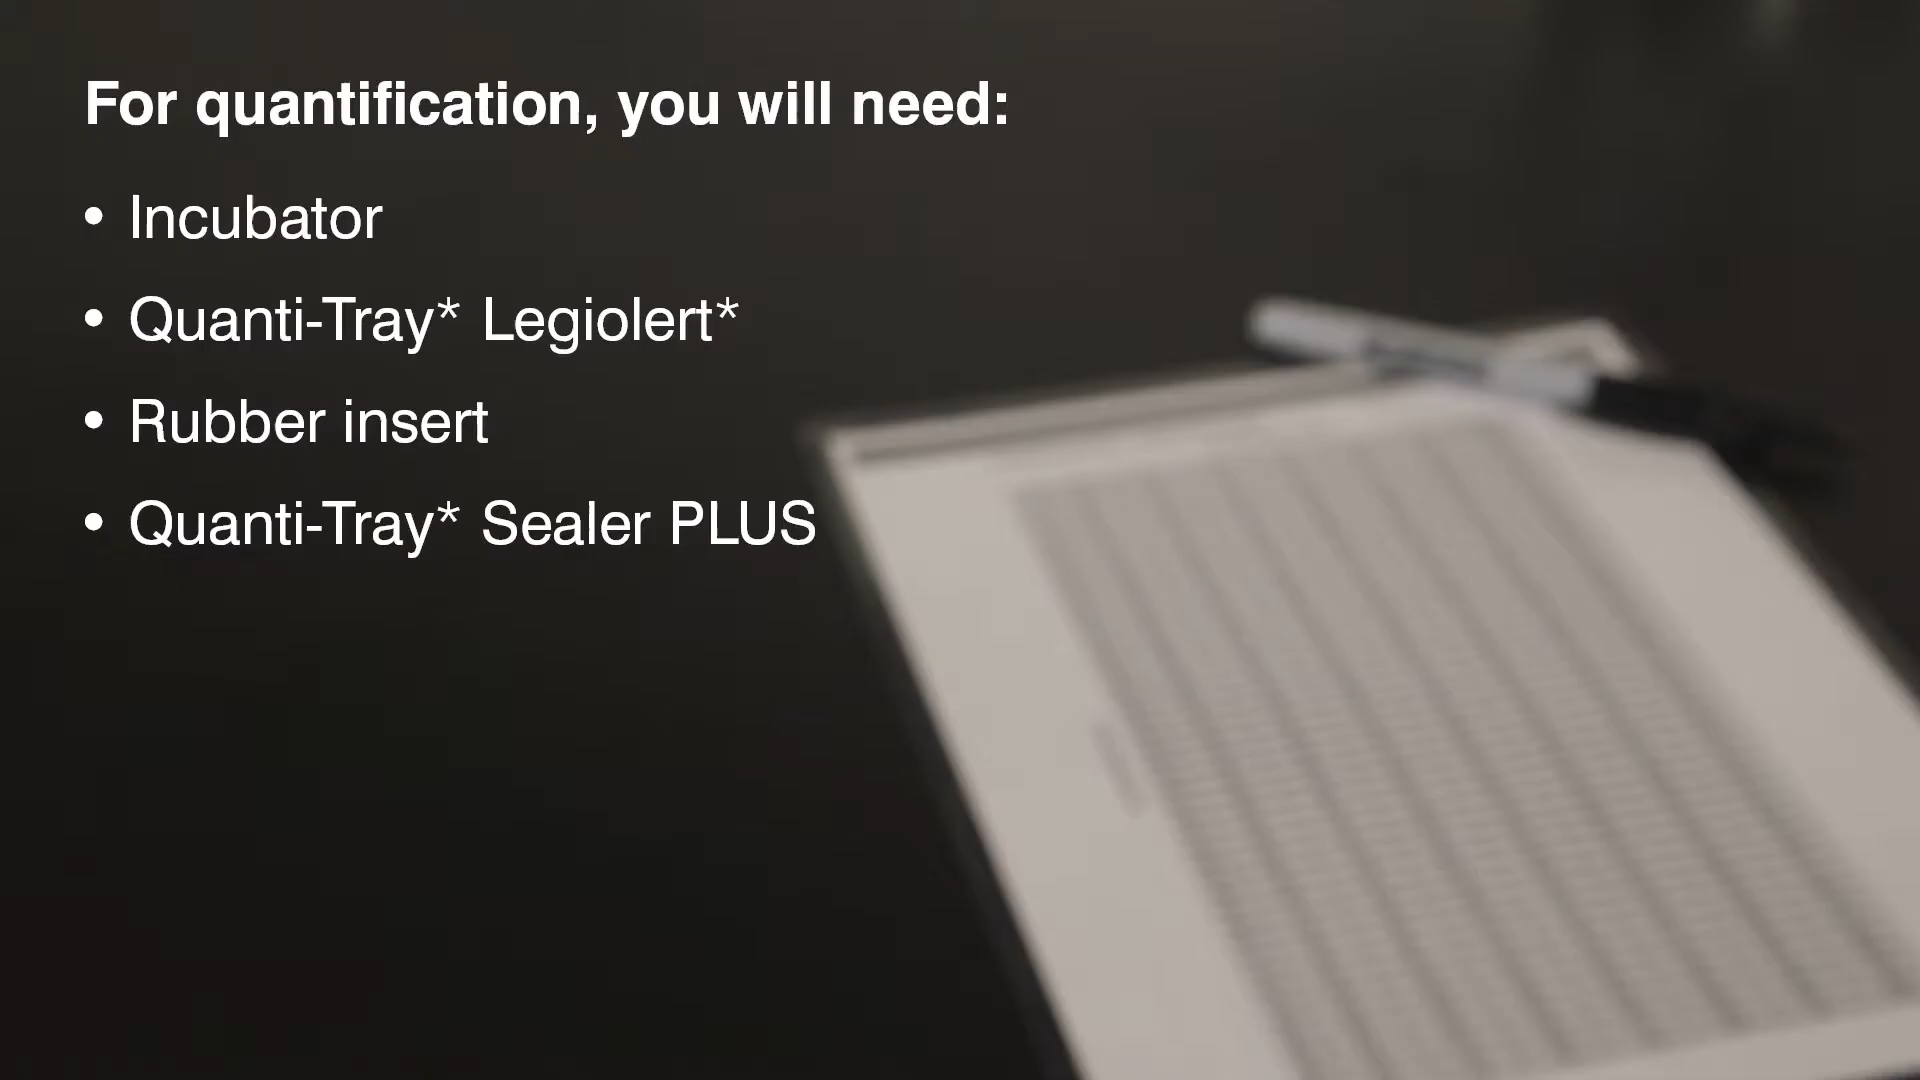 For quantification, you will need:
• Incubator
• Quanti-Tray* Legiolert*
• Rubber insert
• Quanti-Tray* Sealer PLUS